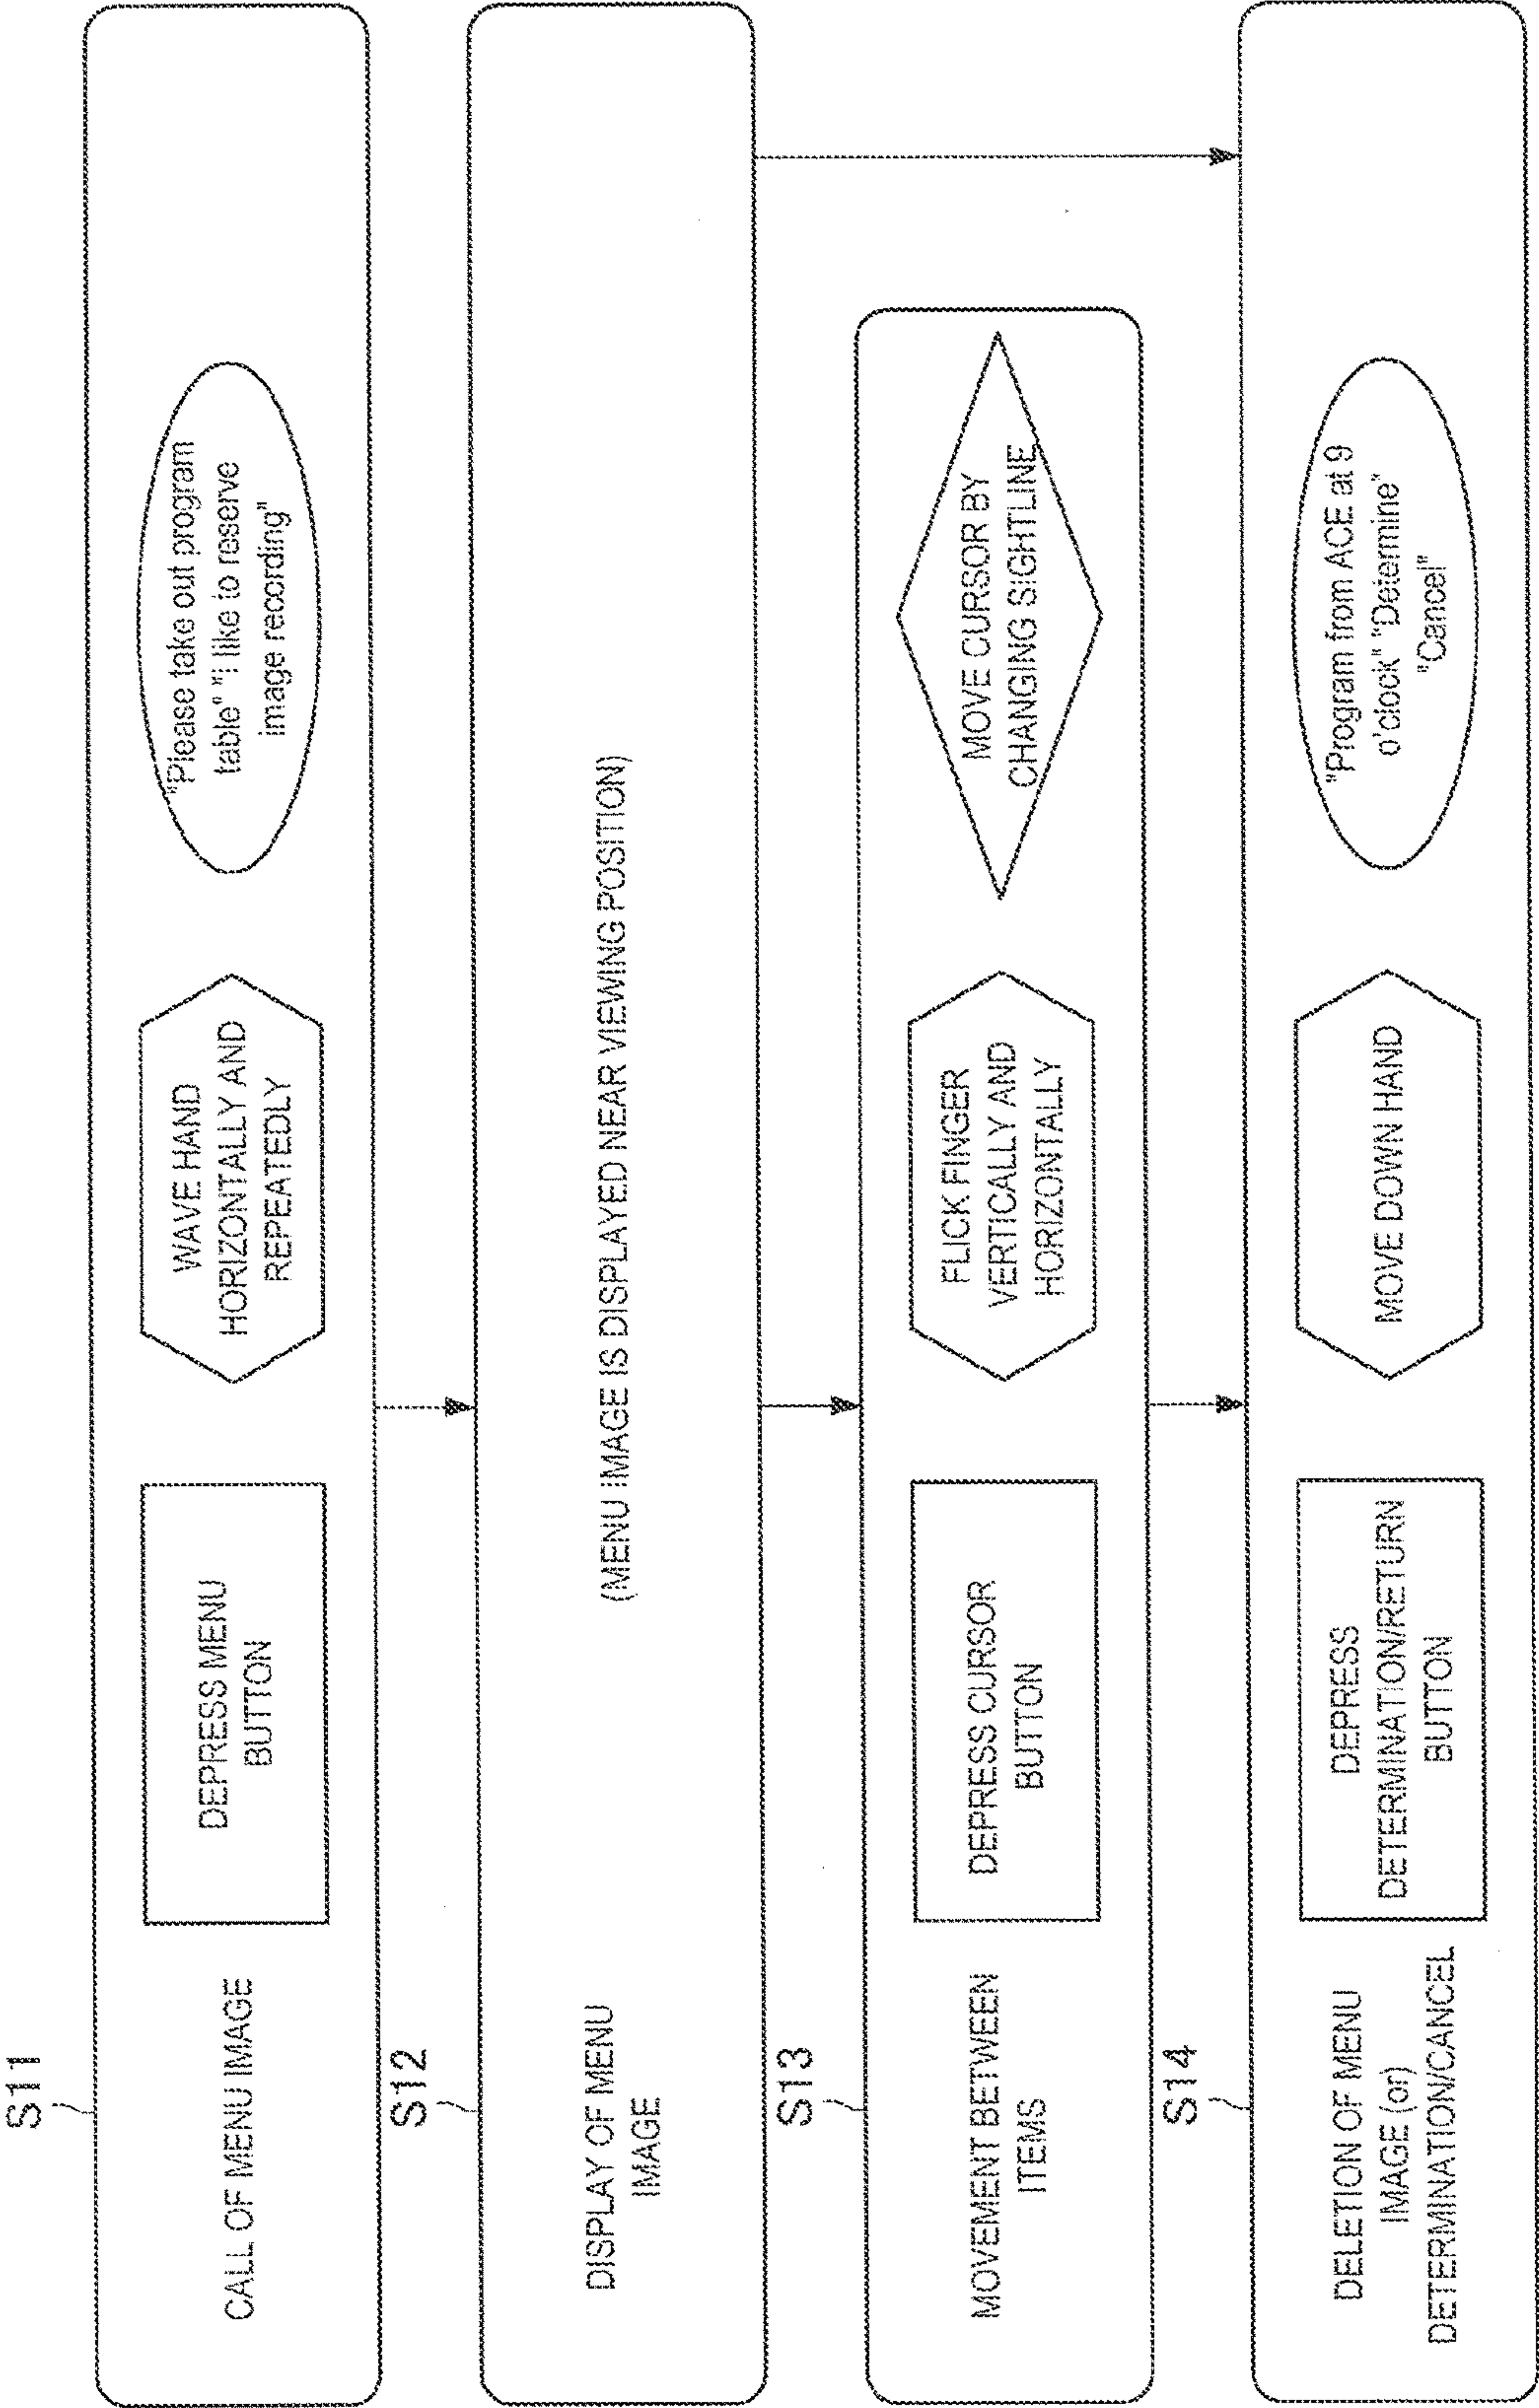 S11
CALL OF MENU IMAGE
DEPRESS MENU
BUTTON
WAVE HAND
HORIZONTALLY AND
REPEATEDLY
"Please take out program
table" "I like to reserve
image recording"
S12
DISPLAY OF MENU
IMAGE
(MENU IMAGE IS DISPLAYED NEAR VIEWING POSITION)
S13
MOVEMENT BETWEEN
ITEMS
DEPRESS CURSOR
BUTTON
FLICK FINGER
VERTICALLY AND
HORIZONTALLY
MOVE CURSOR BY
CHANGING SIGHTLINE
S14
DELETION OF MENU
IMAGE (or)
DETERMINATION/CANCEL
DEPRESS
DETERMINATION/RETURN
BUTTON
MOVE DOWN HAND
"Program from ACE at 9
o'clock" "Determine"
"Cancel"